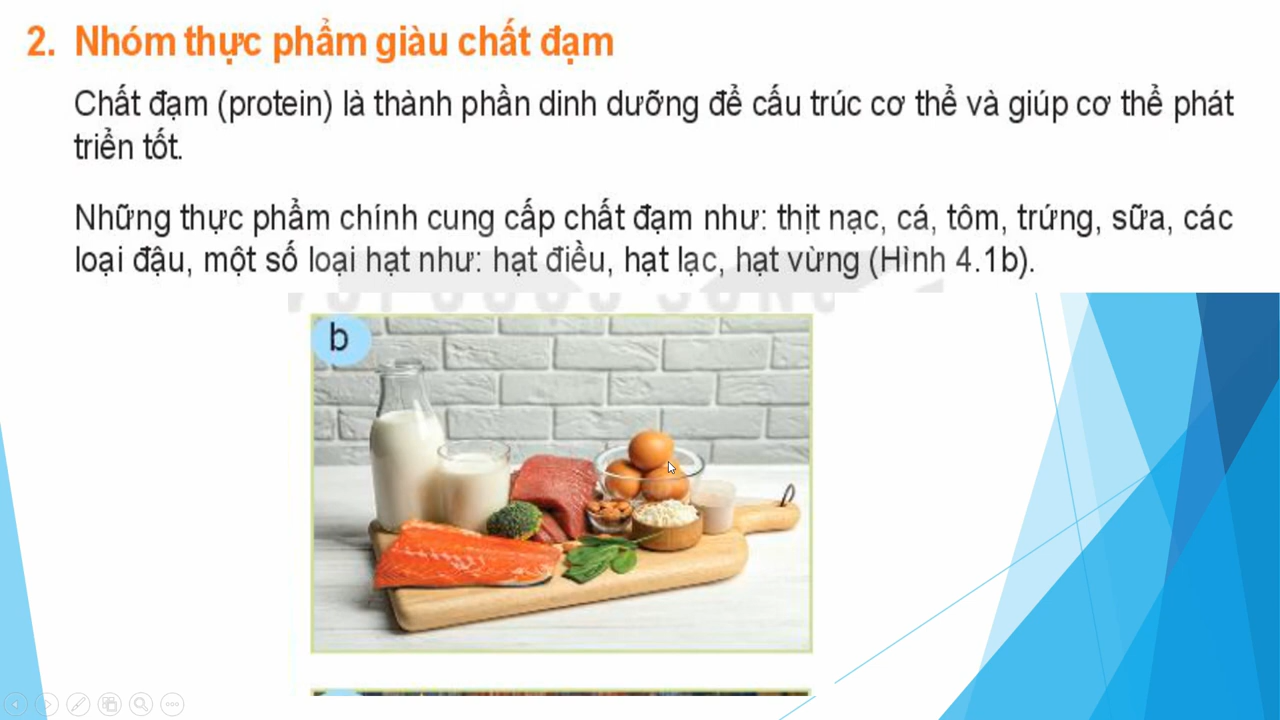 2. Nhóm thực phẩm giàu chất đạm
Chất đạm (protein) là thành phần dinh dưỡng để cấu trúc cơ thể và giúp cơ thể phát
triển tốt.
Những thực phẩm chính cung cấp chất đạm như: thịt nạc, cá, tôm, trứng, sữa, các
loại đậu, một số loại hạt như: hạt điều, hạt lạc, hạt vừng (Hình 4.1b).
b